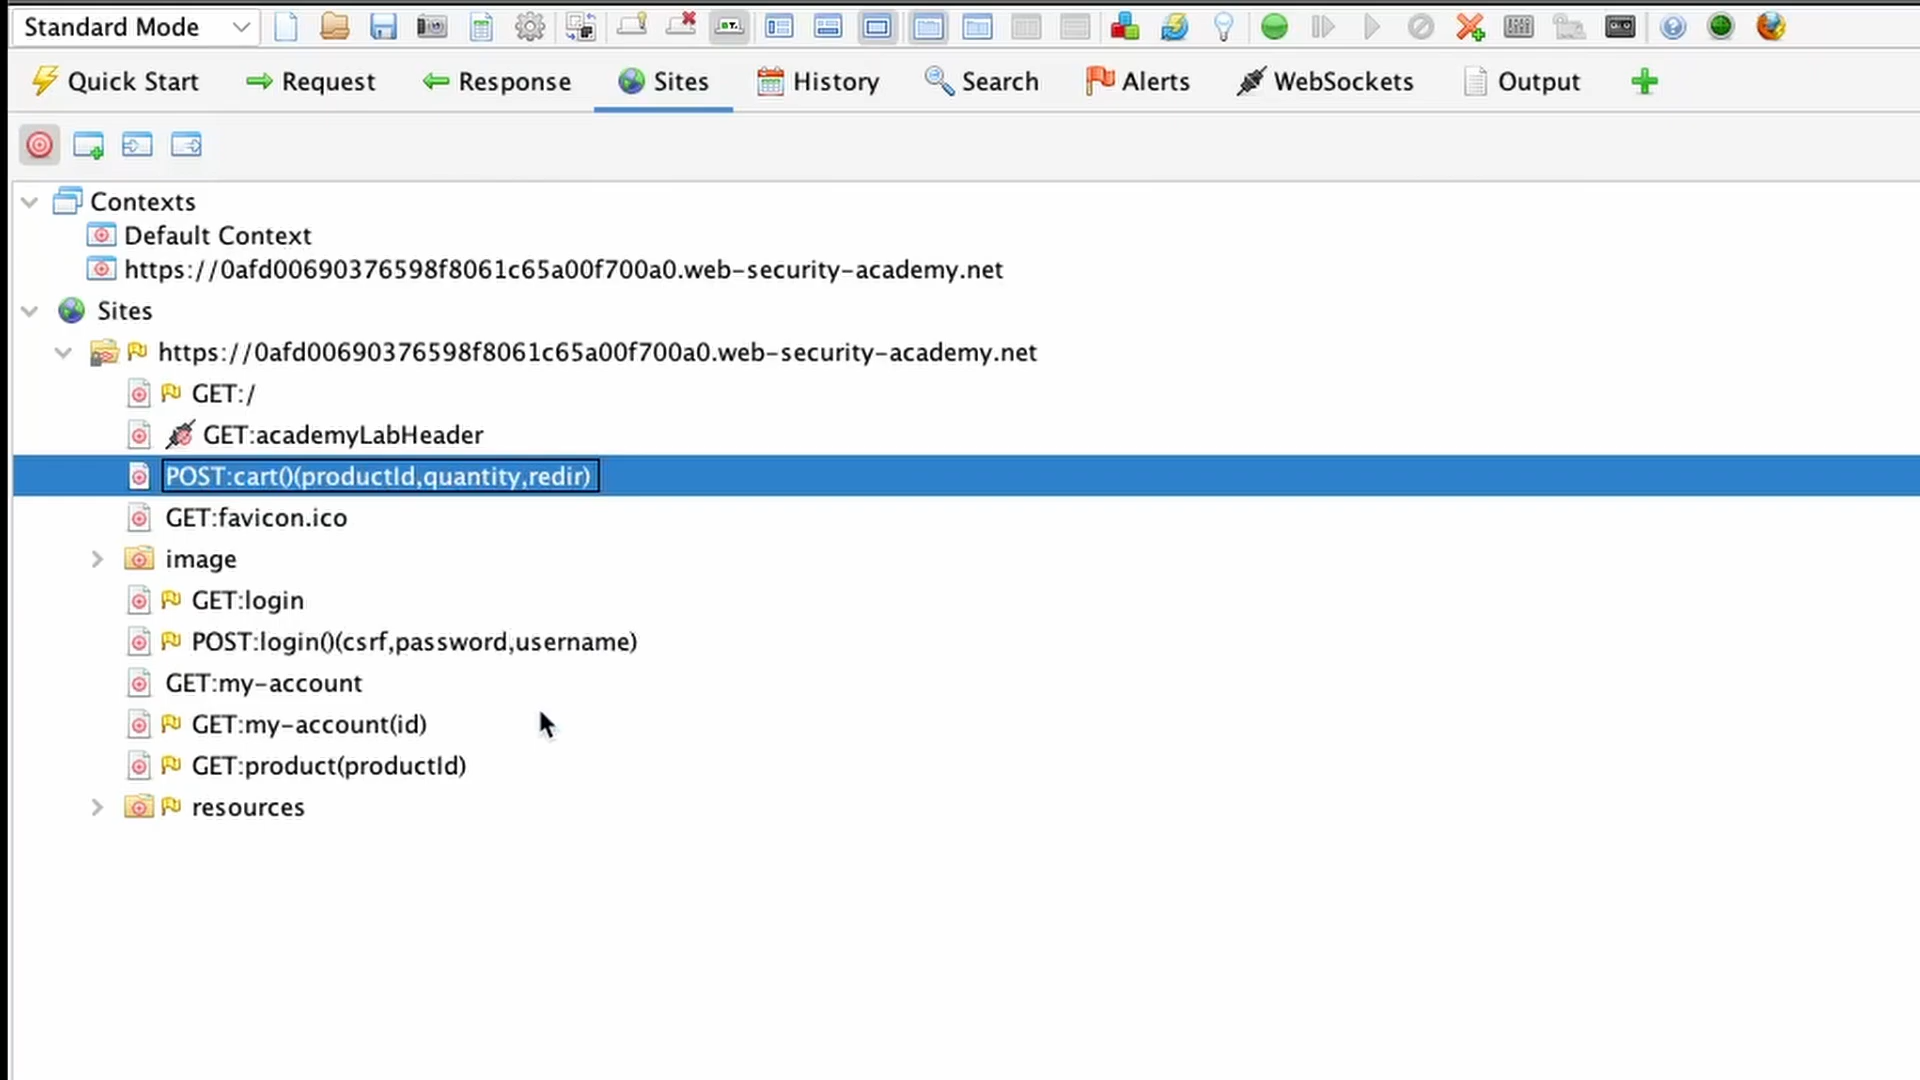 Standard Mode
Quick Start Request Response Sites History Search Alerts WebSockets Output
Contexts
Default Context
https://0afd00690376598f8061c65a00f700a0.web-security-academy.net
Sites
https://0afd00690376598f8061c65a00f700a0.web-security-academy.net
GET:/
GET:academyLabHeader
POST:cart()(productId,quantity,redir)
GET:favicon.ico
image
GET:login
POST:login()(csrf,password,username)
GET:my-account
GET:my-account(id)
GET:product(productId)
resources